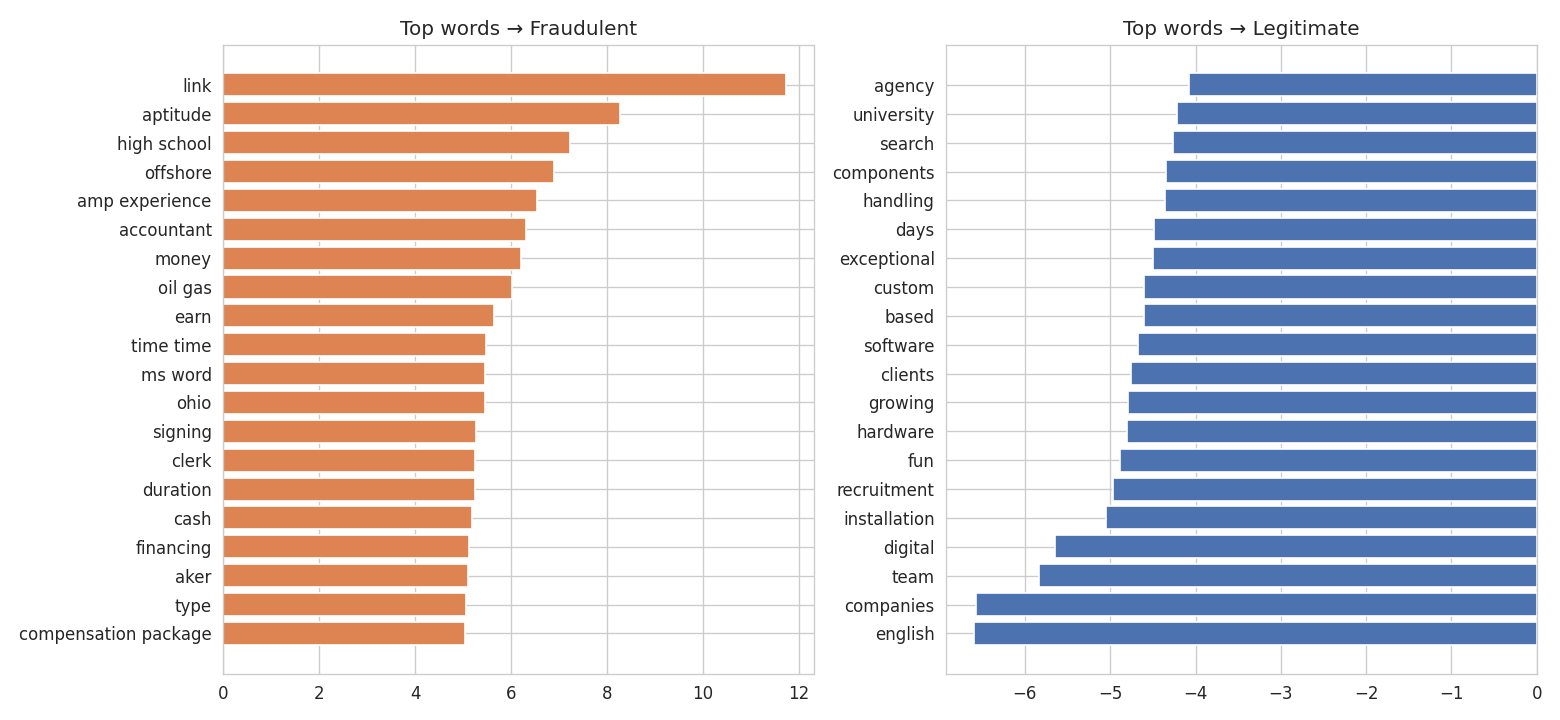 Top words → Fraudulent
link
aptitude
high school
offshore
amp experience
accountant
money
oil gas
earn
time time
ms word
ohio
signing
clerk
duration
cash
financing
aker
type
compensation package
0 2 4 6 8 10 12
Top words → Legitimate
agency
university
search
components
handling
days
exceptional
custom
based
software
clients
growing
hardware
fun
recruitment
installation
digital
team
companies
english
−6 −5 −4 −3 −2 −1 0